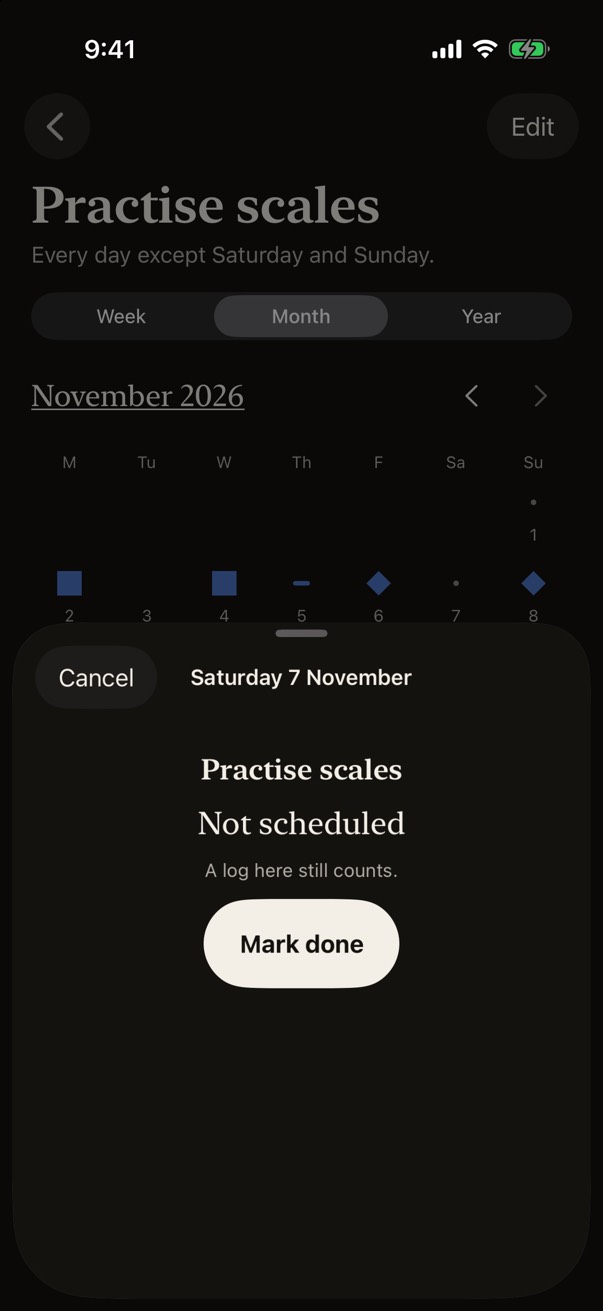 9:41
Edit
Practise scales
Every day except Saturday and Sunday.
Week Month Year
November 2026
M Tu W Th F Sa Su
1
2 3 4 5 6 7 8
Cancel Saturday 7 November
Practise scales
Not scheduled
A log here still counts.
Mark done